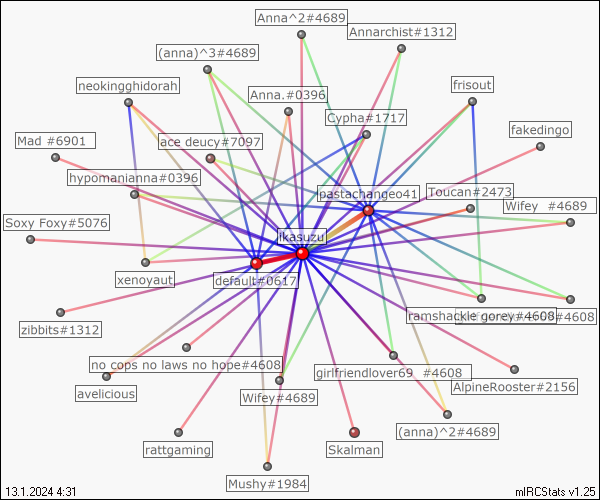 Anna^2#4689
Annarchist#1312
(anna)^3#4689
neokingghidorah
frisout
Anna.#0396
Cypha#1717
fakedingo
ace deucy#7097
Mad #6901
hypomanianna#0396
pastachangeo41
Toucan#2473
Wifey #4689
Soxy Foxy#5076
ikasuzu
xenoyaut
default#0617
zibbits#1312
ramshackle gorey#4608
#4608
no cops no laws no hope#4608
girlfriendlover69 #4608
AlpineRooster#2156
avelicious
Wifey#4689
(anna)^2#4689
rattgaming
Skalman
Mushy#1984
13.1.2024 4:31
mIRCStats v1.25